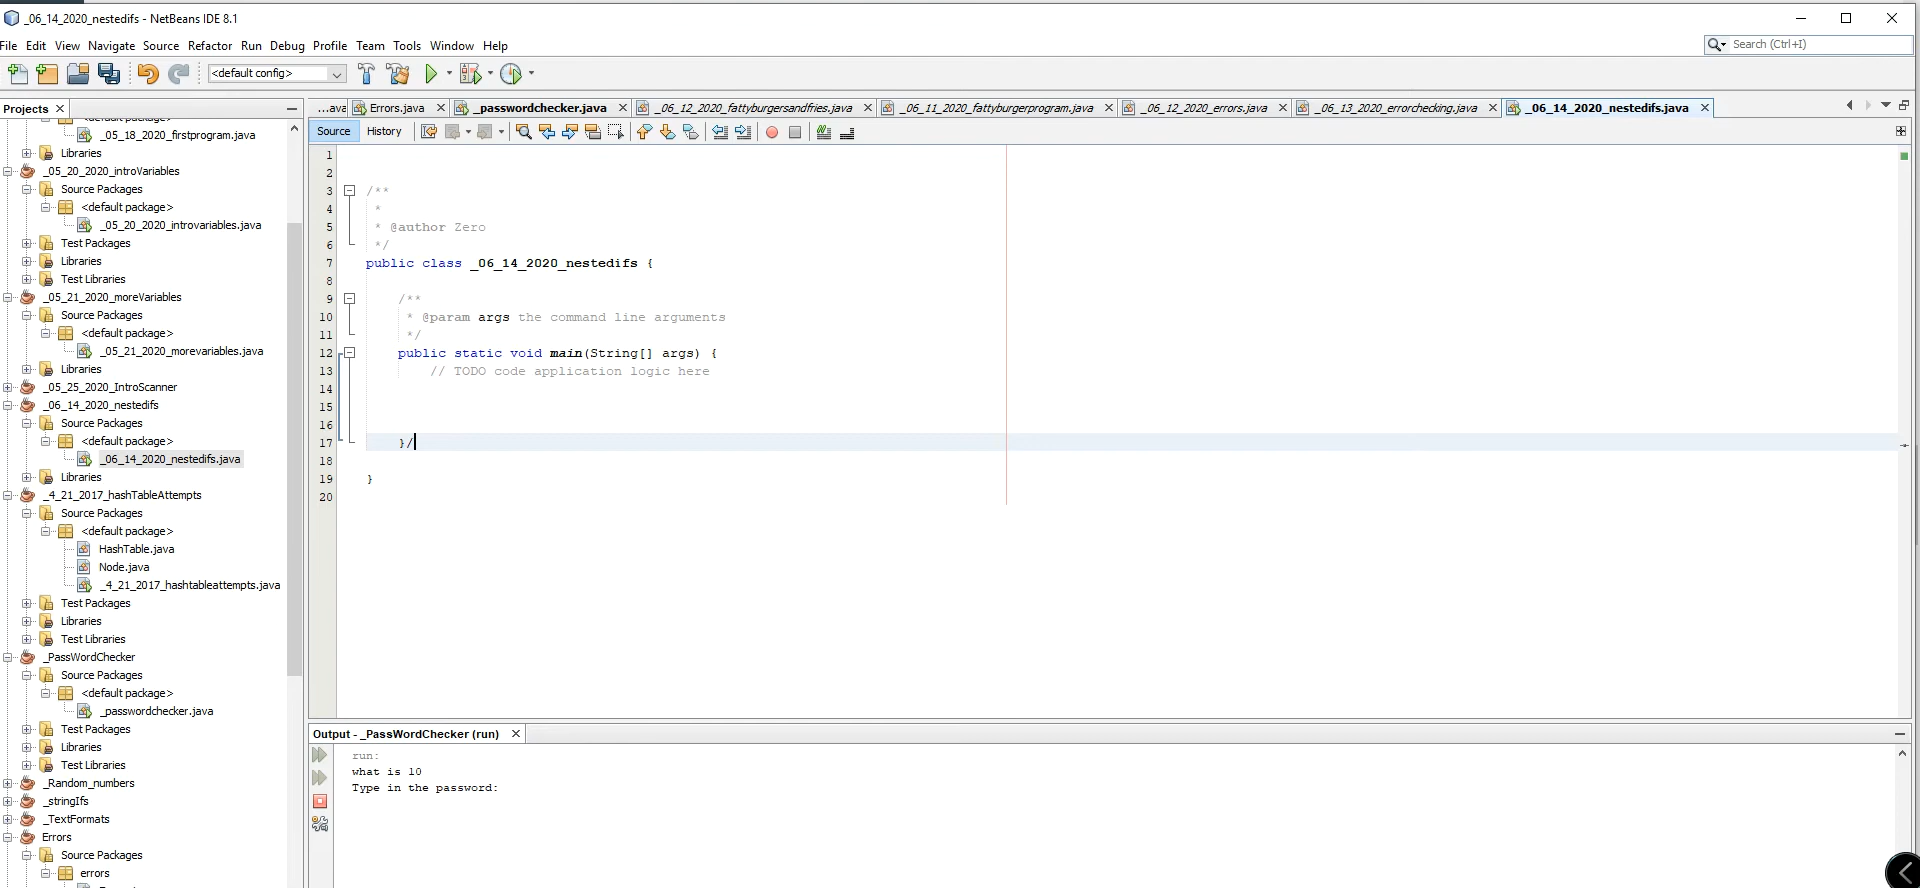 _06_14_2020_nestedifs - NetBeans IDE 8.1
File Edit View Navigate Source Refactor Run Debug Profile Team Tools Window Help
Search (Ctrl+I)
<default config>
Projects
...ava Errors.java _passwordchecker.java _06_12_2020_fattyburgersandfries.java _06_11_2020_fattyburgerprogram.java _06_12_2020_errors.java _06_13_2020_errorchecking.java _06_14_2020_nestedifs.java
Source History
<default package>
_05_18_2020_firstprogram.java
Libraries
_05_20_2020_introVariables
Source Packages
<default package>
_05_20_2020_introvariables.java
Test Packages
Libraries
Test Libraries
_05_21_2020_moreVariables
Source Packages
<default package>
_05_21_2020_morevariables.java
Libraries
_05_25_2020_IntroScanner
_06_14_2020_nestedifs
Source Packages
<default package>
_06_14_2020_nestedifs.java
Libraries
_4_21_2017_hashTableAttempts
Source Packages
<default package>
HashTable.java
Node.java
_4_21_2017_hashtableattempts.java
Test Packages
Libraries
Test Libraries
_PassWordChecker
Source Packages
<default package>
_passwordchecker.java
Test Packages
Libraries
Test Libraries
_Random_numbers
_stringIfs
_TextFormats
Errors
Source Packages
errors
1
2
3 /**
4 *
5 * @author Zero
6 */
7 public class _06_14_2020_nestedifs {
8
9 /**
10 * @param args the command line arguments
11 */
12 public static void main(String[] args) {
13 // TODO code application logic here
14
15
16
17 }/
18
19 }
20
Output - _PassWordChecker (run)
run:
what is 10
Type in the password: